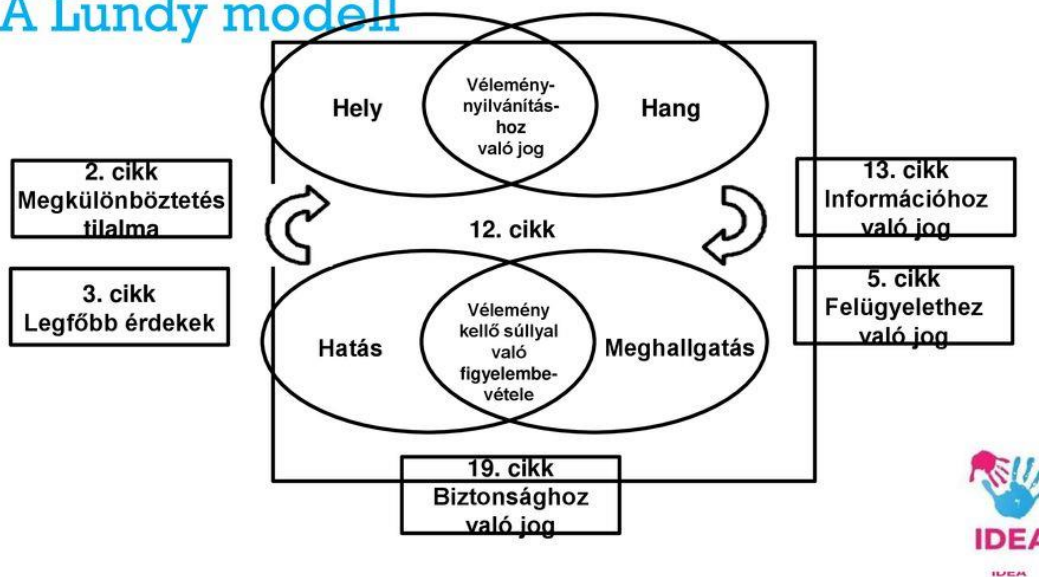 A Lundy modell
Hely
Vélemény-
nyilvánítás-
hoz
való jog
Hang
2. cikk
Megkülönböztetés
tilalma
13. cikk
Információhoz
való jog
12. cikk
3. cikk
Legfőbb érdekek
5. cikk
Felügyelethez
való jog
Hatás
Vélemény
kellő súllyal
való
figyelembe-
vétele
Meghallgatás
19. cikk
Biztonsághoz
való jog
IDEA
IDEA